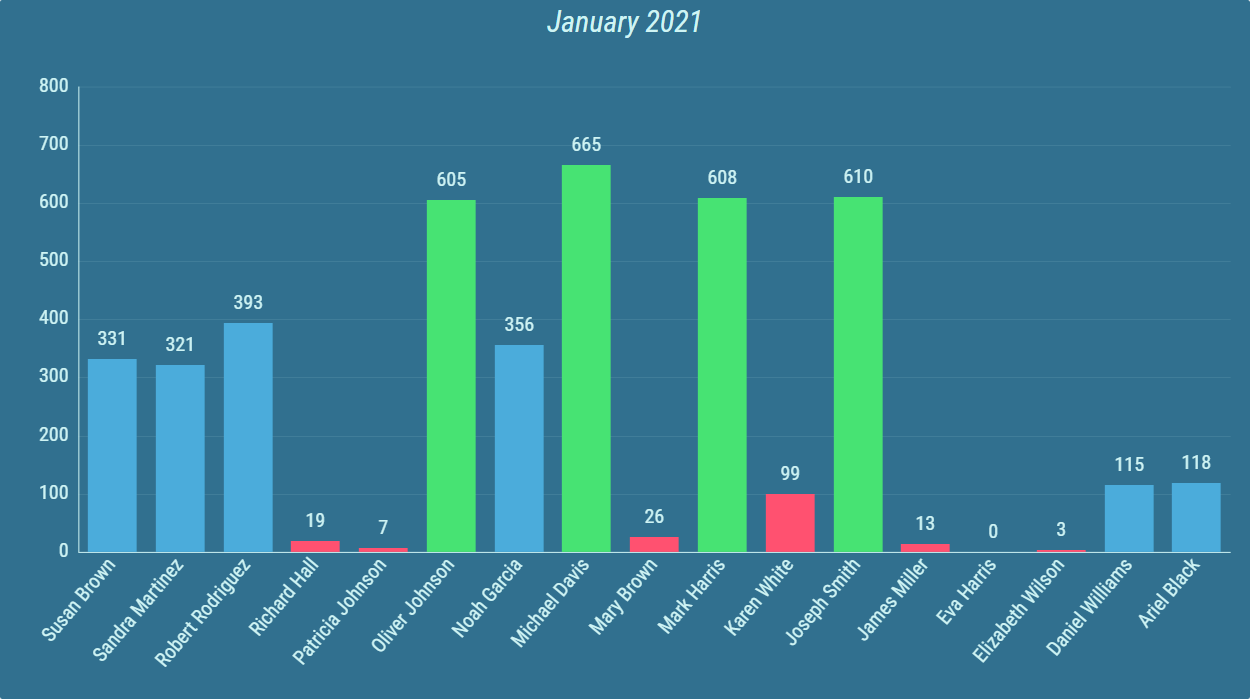 January 2021
800
700
600
500
400
300
200
100
0
331
321
393
19
7
605
356
665
26
608
99
610
13
0
3
115
118
Susan Brown
Sandra Martinez
Robert Rodriguez
Richard Hall
Patricia Johnson
Oliver Johnson
Noah Garcia
Michael Davis
Mary Brown
Mark Harris
Karen White
Joseph Smith
James Miller
Eva Harris
Elizabeth Wilson
Daniel Williams
Ariel Black